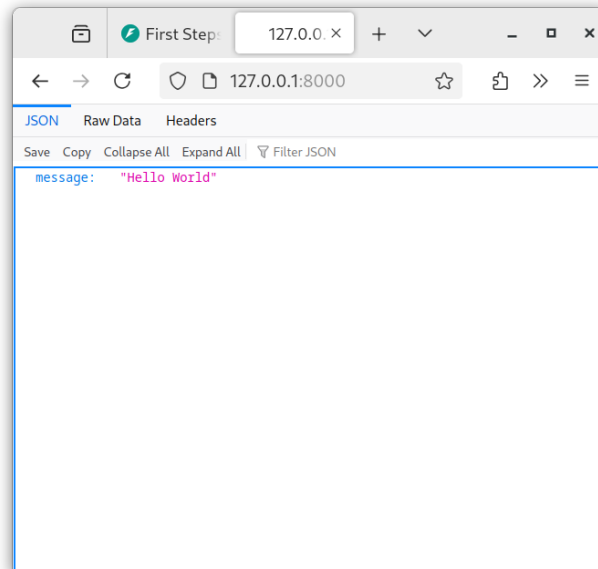 First Steps
127.0.0.
127.0.0.1:8000
JSON Raw Data Headers
Save Copy Collapse All Expand All Filter JSON
message: "Hello World"